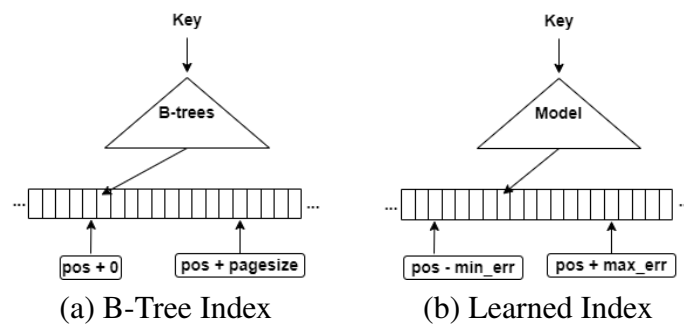 Key Key
B-trees Model
... ... ... ...
pos + 0 pos + pagesize pos - min_err pos + max_err
(a) B-Tree Index (b) Learned Index